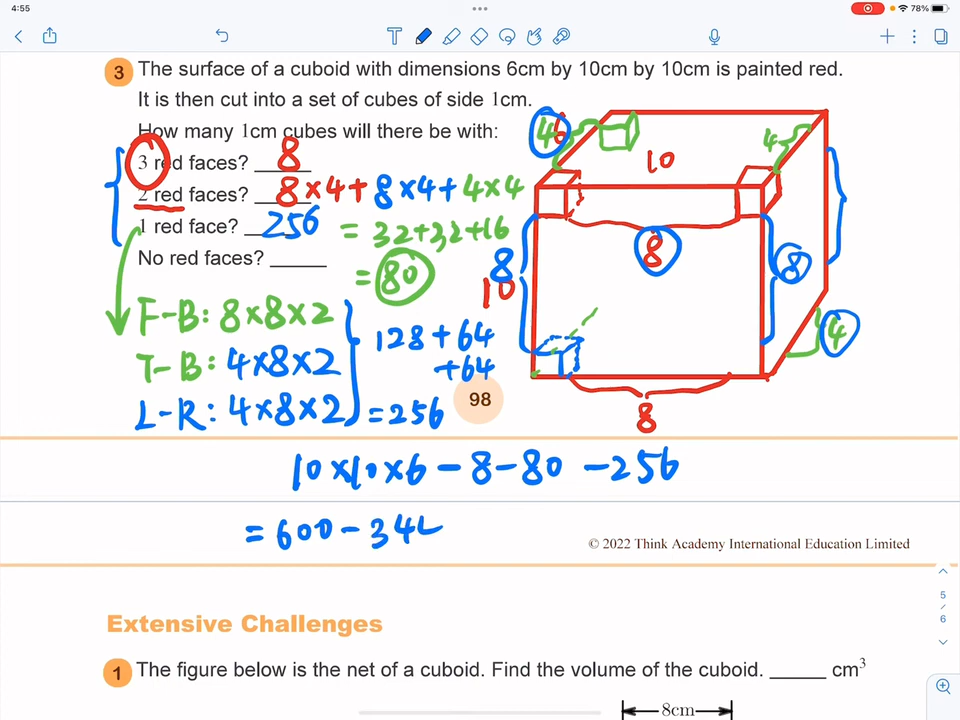 4:55
78%
3 The surface of a cuboid with dimensions 6cm by 10cm by 10cm is painted red.
It is then cut into a set of cubes of side 1cm.
How many 1cm cubes will there be with:
3 red faces? 8
2 red faces? 8×4+8×4+4×4
1 red face? 256 = 32+32+16
No red faces? _____ = 80
F-B: 8×8×2
T-B: 4×8×2
L-R: 4×8×2
128+64
+64
=256
4
4
10
8
8
10
8
4
8
98
10×10×6-8-80-256
=600-344
© 2022 Think Academy International Education Limited
5
/
6
Extensive Challenges
1 The figure below is the net of a cuboid. Find the volume of the cuboid. _____ cm³
8cm